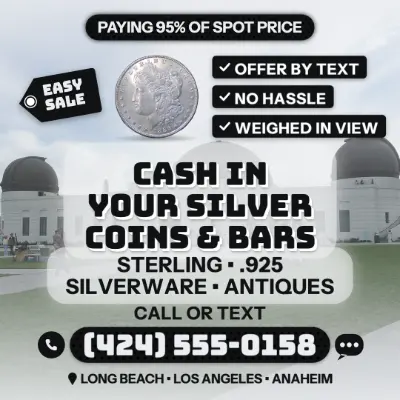 PAYING 95% OF SPOT PRICE
EASY
SALE
✓ OFFER BY TEXT
✓ NO HASSLE
✓ WEIGHED IN VIEW
CASH IN
YOUR SILVER
COINS & BARS
STERLING • .925
SILVERWARE • ANTIQUES
CALL OR TEXT
(424) 555-0158
LONG BEACH • LOS ANGELES • ANAHEIM